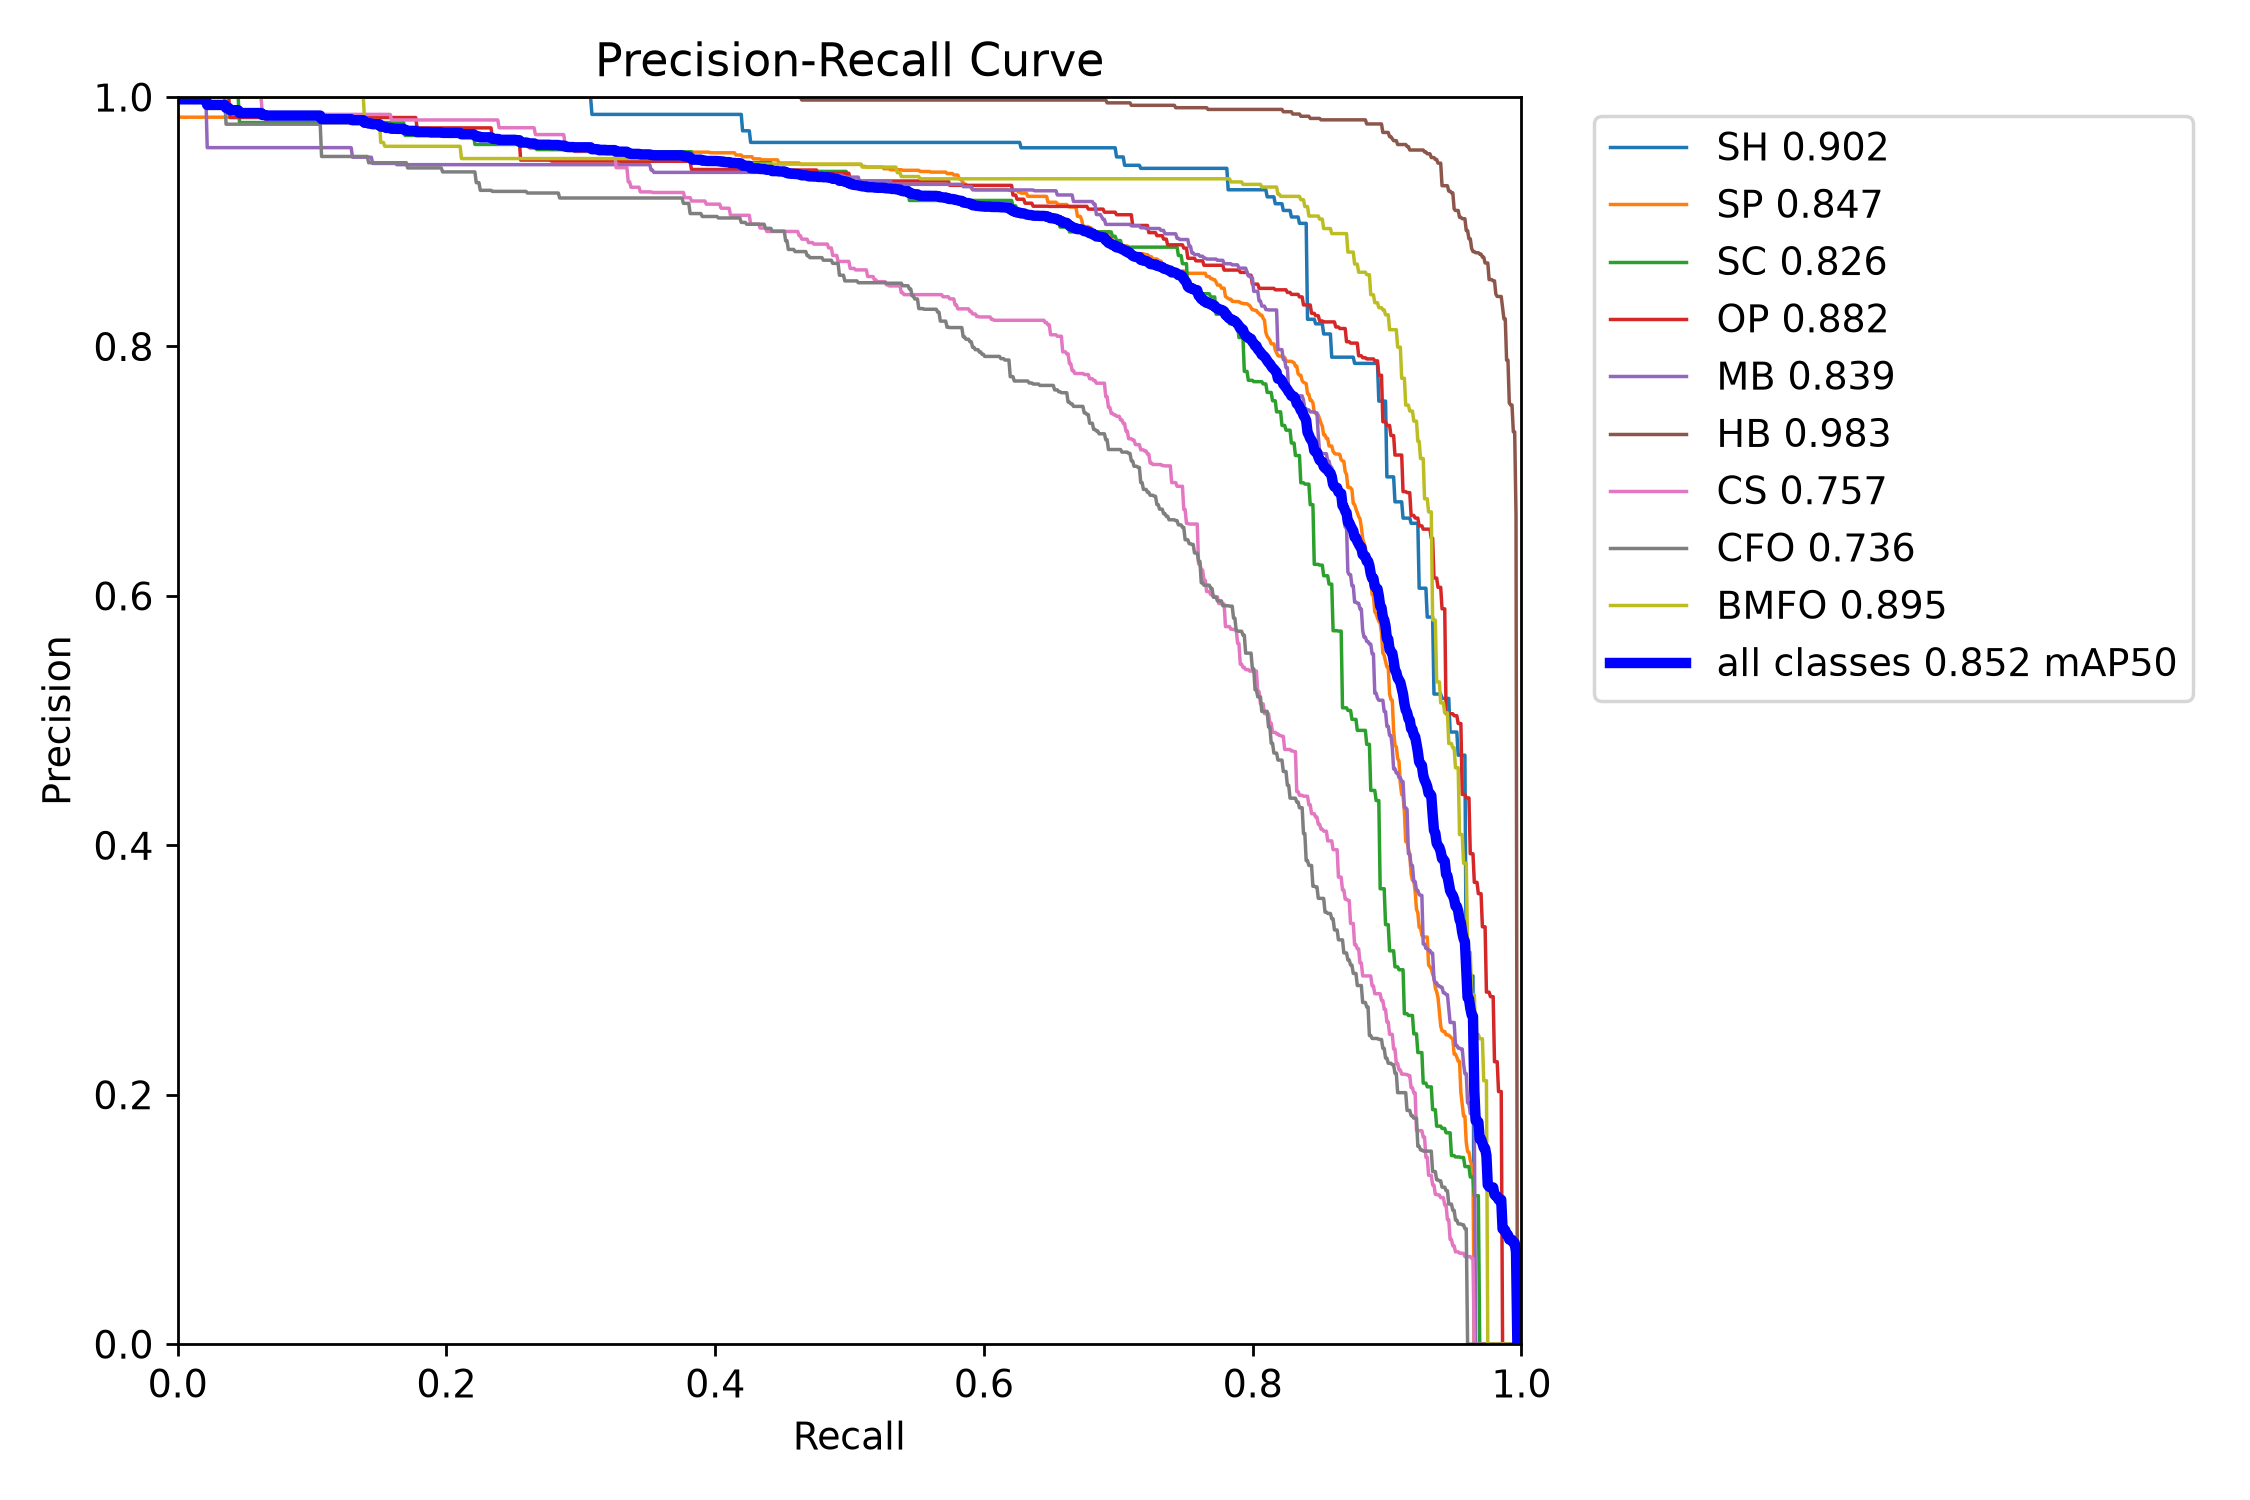 Precision-Recall Curve
1.0
0.8
0.6
0.4
0.2
0.0
Precision
0.0 0.2 0.4 0.6 0.8 1.0
Recall
SH 0.902
SP 0.847
SC 0.826
OP 0.882
MB 0.839
HB 0.983
CS 0.757
CFO 0.736
BMFO 0.895
all classes 0.852 mAP50